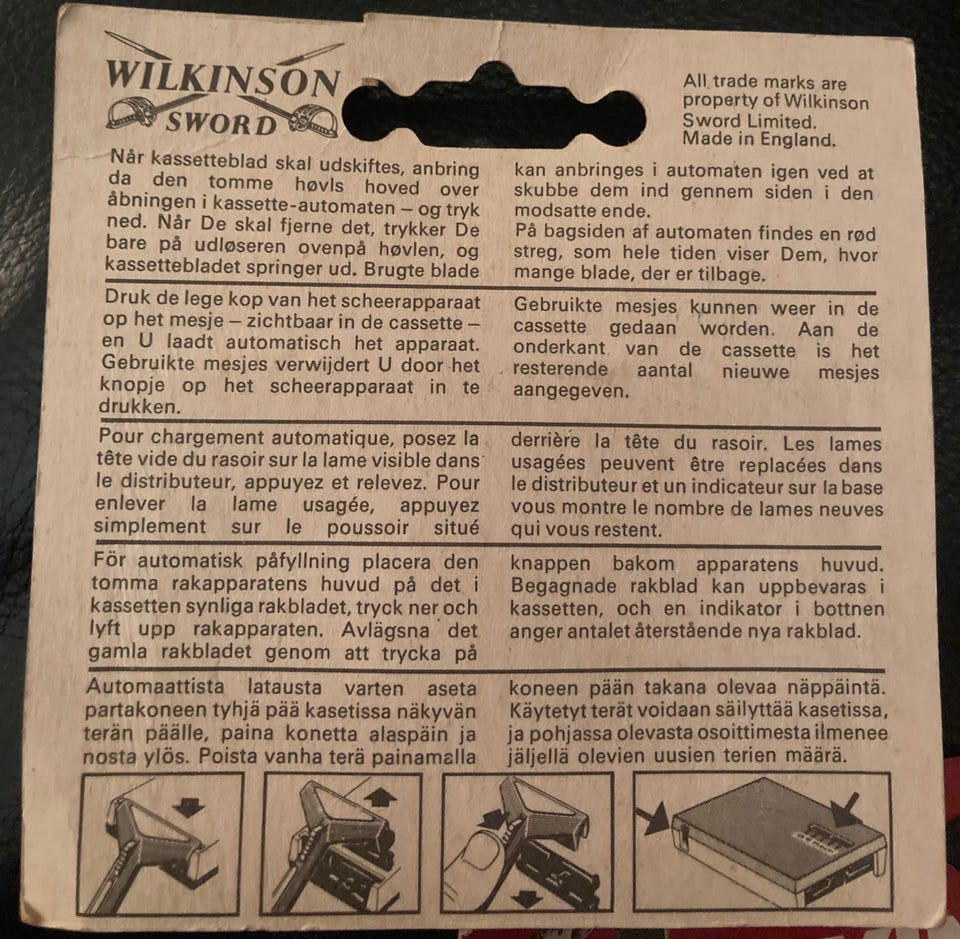 WILKINSON
SWORD
All trade marks are
property of Wilkinson
Sword Limited.
Made in England.
Når kassetteblad skal udskiftes, anbring
da den tomme høvls hoved over
åbningen i kassette-automaten – og tryk
ned. Når De skal fjerne det, trykker De
bare på udløseren ovenpå høvlen, og
kassettebladet springer ud. Brugte blade
kan anbringes i automaten igen ved at
skubbe dem ind gennem siden i den
modsatte ende.
På bagsiden af automaten findes en rød
streg, som hele tiden viser Dem, hvor
mange blade, der er tilbage.
Druk de lege kop van het scheerapparaat
op het mesje – zichtbaar in de cassette –
en U laadt automatisch het apparaat.
Gebruikte mesjes verwijdert U door het
knopje op het scheerapparaat in te
drukken.
Gebruikte mesjes kunnen weer in de
cassette gedaan worden. Aan de
onderkant van de cassette is het
resterende aantal nieuwe mesjes
aangegeven.
Pour chargement automatique, posez la
tête vide du rasoir sur la lame visible dans
le distributeur, appuyez et relevez. Pour
enlever la lame usagée, appuyez
simplement sur le poussoir situé
derrière la tête du rasoir. Les lames
usagées peuvent être replacées dans
le distributeur et un indicateur sur la base
vous montre le nombre de lames neuves
qui vous restent.
För automatisk påfyllning placera den
tomma rakapparatens huvud på det i
kassetten synliga rakbladet, tryck ner och
lyft upp rakapparaten. Avlägsna det
gamla rakbladet genom att trycka på
knappen bakom apparatens huvud.
Begagnade rakblad kan uppbevaras i
kassetten, och en indikator i bottnen
anger antalet återstående nya rakblad.
Automaattista latausta varten aseta
partakoneen tyhjä pää kasetissa näkyvän
terän päälle, paina konetta alaspäin ja
nosta ylös. Poista vanha terä painamalla
koneen pään takana olevaa näppäintä.
Käytetyt terät voidaan säilyttää kasetissa,
ja pohjassa olevasta osoittimesta ilmenee
jäljellä olevien uusien terien määrä.